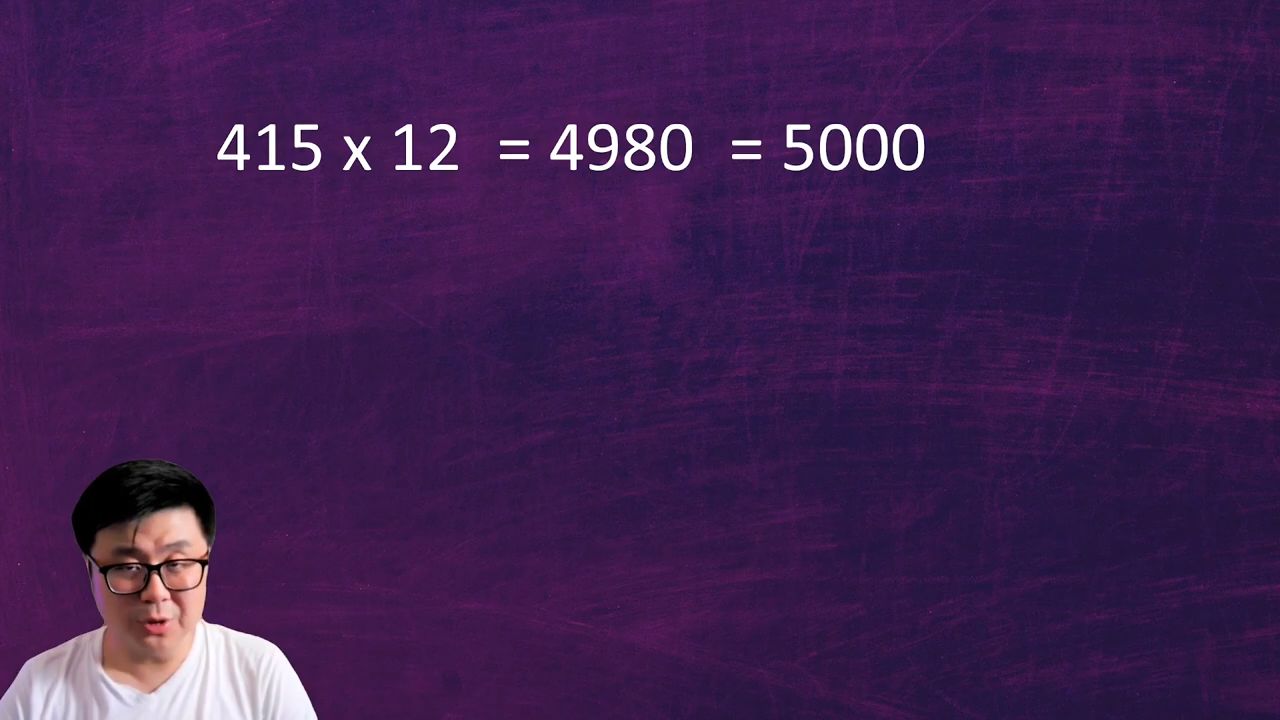 415 x 12 = 4980 = 5000